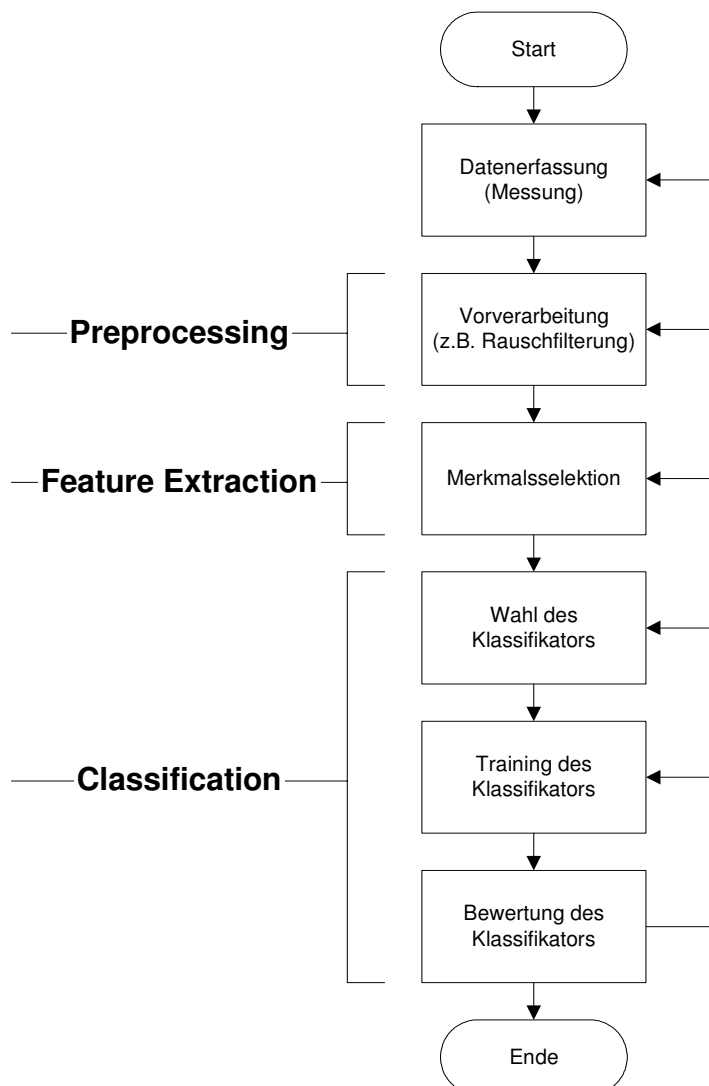 Start
Datenerfassung
(Messung)
Preprocessing
Vorverarbeitung
(z.B. Rauschfilterung)
Feature Extraction
Merkmalsselektion
Wahl des
Klassifikators
Classification
Training des
Klassifikators
Bewertung des
Klassifikators
Ende